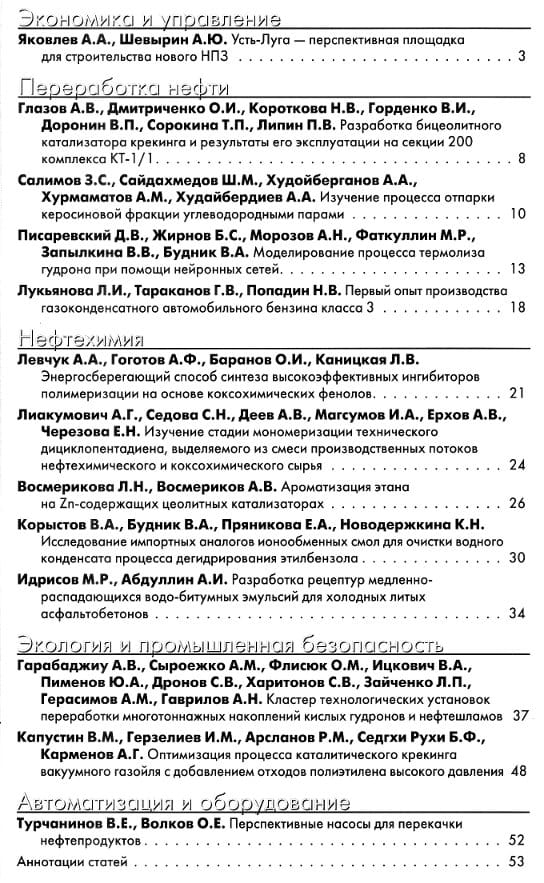 Экономика и управление
Яковлев А.А., Шевырин А.Ю. Усть-Луга — перспективная площадка
для строительства нового НПЗ . . . . . . . . . . . . . . . . . . . . . . 3
Переработка нефти
Глазов А.В., Дмитриченко О.И., Короткова Н.В., Горденко В.И.,
Доронин В.П., Сорокина Т.П., Липин П.В. Разработка бицеолитного
катализатора крекинга и результаты его эксплуатации на секции 200
комплекса КТ-1/1. . . . . . . . . . . . . . . . . . . . . . . . . . . . . 8
Салимов З.С., Сайдахмедов Ш.М., Худойберганов А.А.,
Хурмаматов А.М., Худайбердиев А.А. Изучение процесса отпарки
керосиновой фракции углеводородными парами . . . . . . . . . . . . 10
Писаревский Д.В., Жирнов Б.С., Морозов А.Н., Фаткуллин М.Р.,
Запылкина В.В., Будник В.А. Моделирование процесса термолиза
гудрона при помощи нейронных сетей. . . . . . . . . . . . . . . . . . 13
Лукьянова Л.И., Тараканов Г.В., Попадин Н.В. Первый опыт производства
газоконденсатного автомобильного бензина класса 3 . . . . . . . . . . 18
Нефтехимия
Левчук А.А., Гоготов А.Ф., Баранов О.И., Каницкая Л.В.
Энергосберегающий способ синтеза высокоэффективных ингибиторов
полимеризации на основе коксохимических фенолов. . . . . . . . . . . 21
Лиакумович А.Г., Седова С.Н., Деев А.В., Магсумов И.А., Ерхов А.В.,
Черезова Е.Н. Изучение стадии мономеризации технического
дициклопентадиена, выделяемого из смеси производственных потоков
нефтехимического и коксохимического сырья . . . . . . . . . . . . . . 24
Восмерикова Л.Н., Восмериков А.В. Ароматизация этана
на Zn-содержащих цеолитных катализаторах . . . . . . . . . . . . . . 26
Корыстов В.А., Будник В.А., Пряникова Е.А., Новодержкина К.Н.
Исследование импортных аналогов ионообменных смол для очистки водного
конденсата процесса дегидрирования этилбензола . . . . . . . . . . . 30
Идрисов М.Р., Абдуллин А.И. Разработка рецептур медленно-
распадающихся водо-битумных эмульсий для холодных литых
асфальтобетонов . . . . . . . . . . . . . . . . . . . . . . . . . . . . 34
Экология и промышленная безопасность
Гарабаджиу А.В., Сыроежко А.М., Флисюк О.М., Ицкович В.А.,
Пименов Ю.А., Дронов С.В., Харитонов С.В., Зайченко Л.П.,
Герасимов А.М., Гаврилов А.Н. Кластер технологических установок
переработки многотоннажных накоплений кислых гудронов и нефтешламов 37
Капустин В.М., Герзелиев И.М., Арсланов Р.М., Седгхи Рухи Б.Ф.,
Карменов А.Г. Оптимизация процесса каталитического крекинга
вакуумного газойля с добавлением отходов полиэтилена высокого давления 48
Автоматизация и оборудование
Турчанинов В.Е., Волков О.Е. Перспективные насосы для перекачки
нефтепродуктов. . . . . . . . . . . . . . . . . . . . . . . . . . . . . 52
Аннотации статей . . . . . . . . . . . . . . . . . . . . . . . . . . . . 53